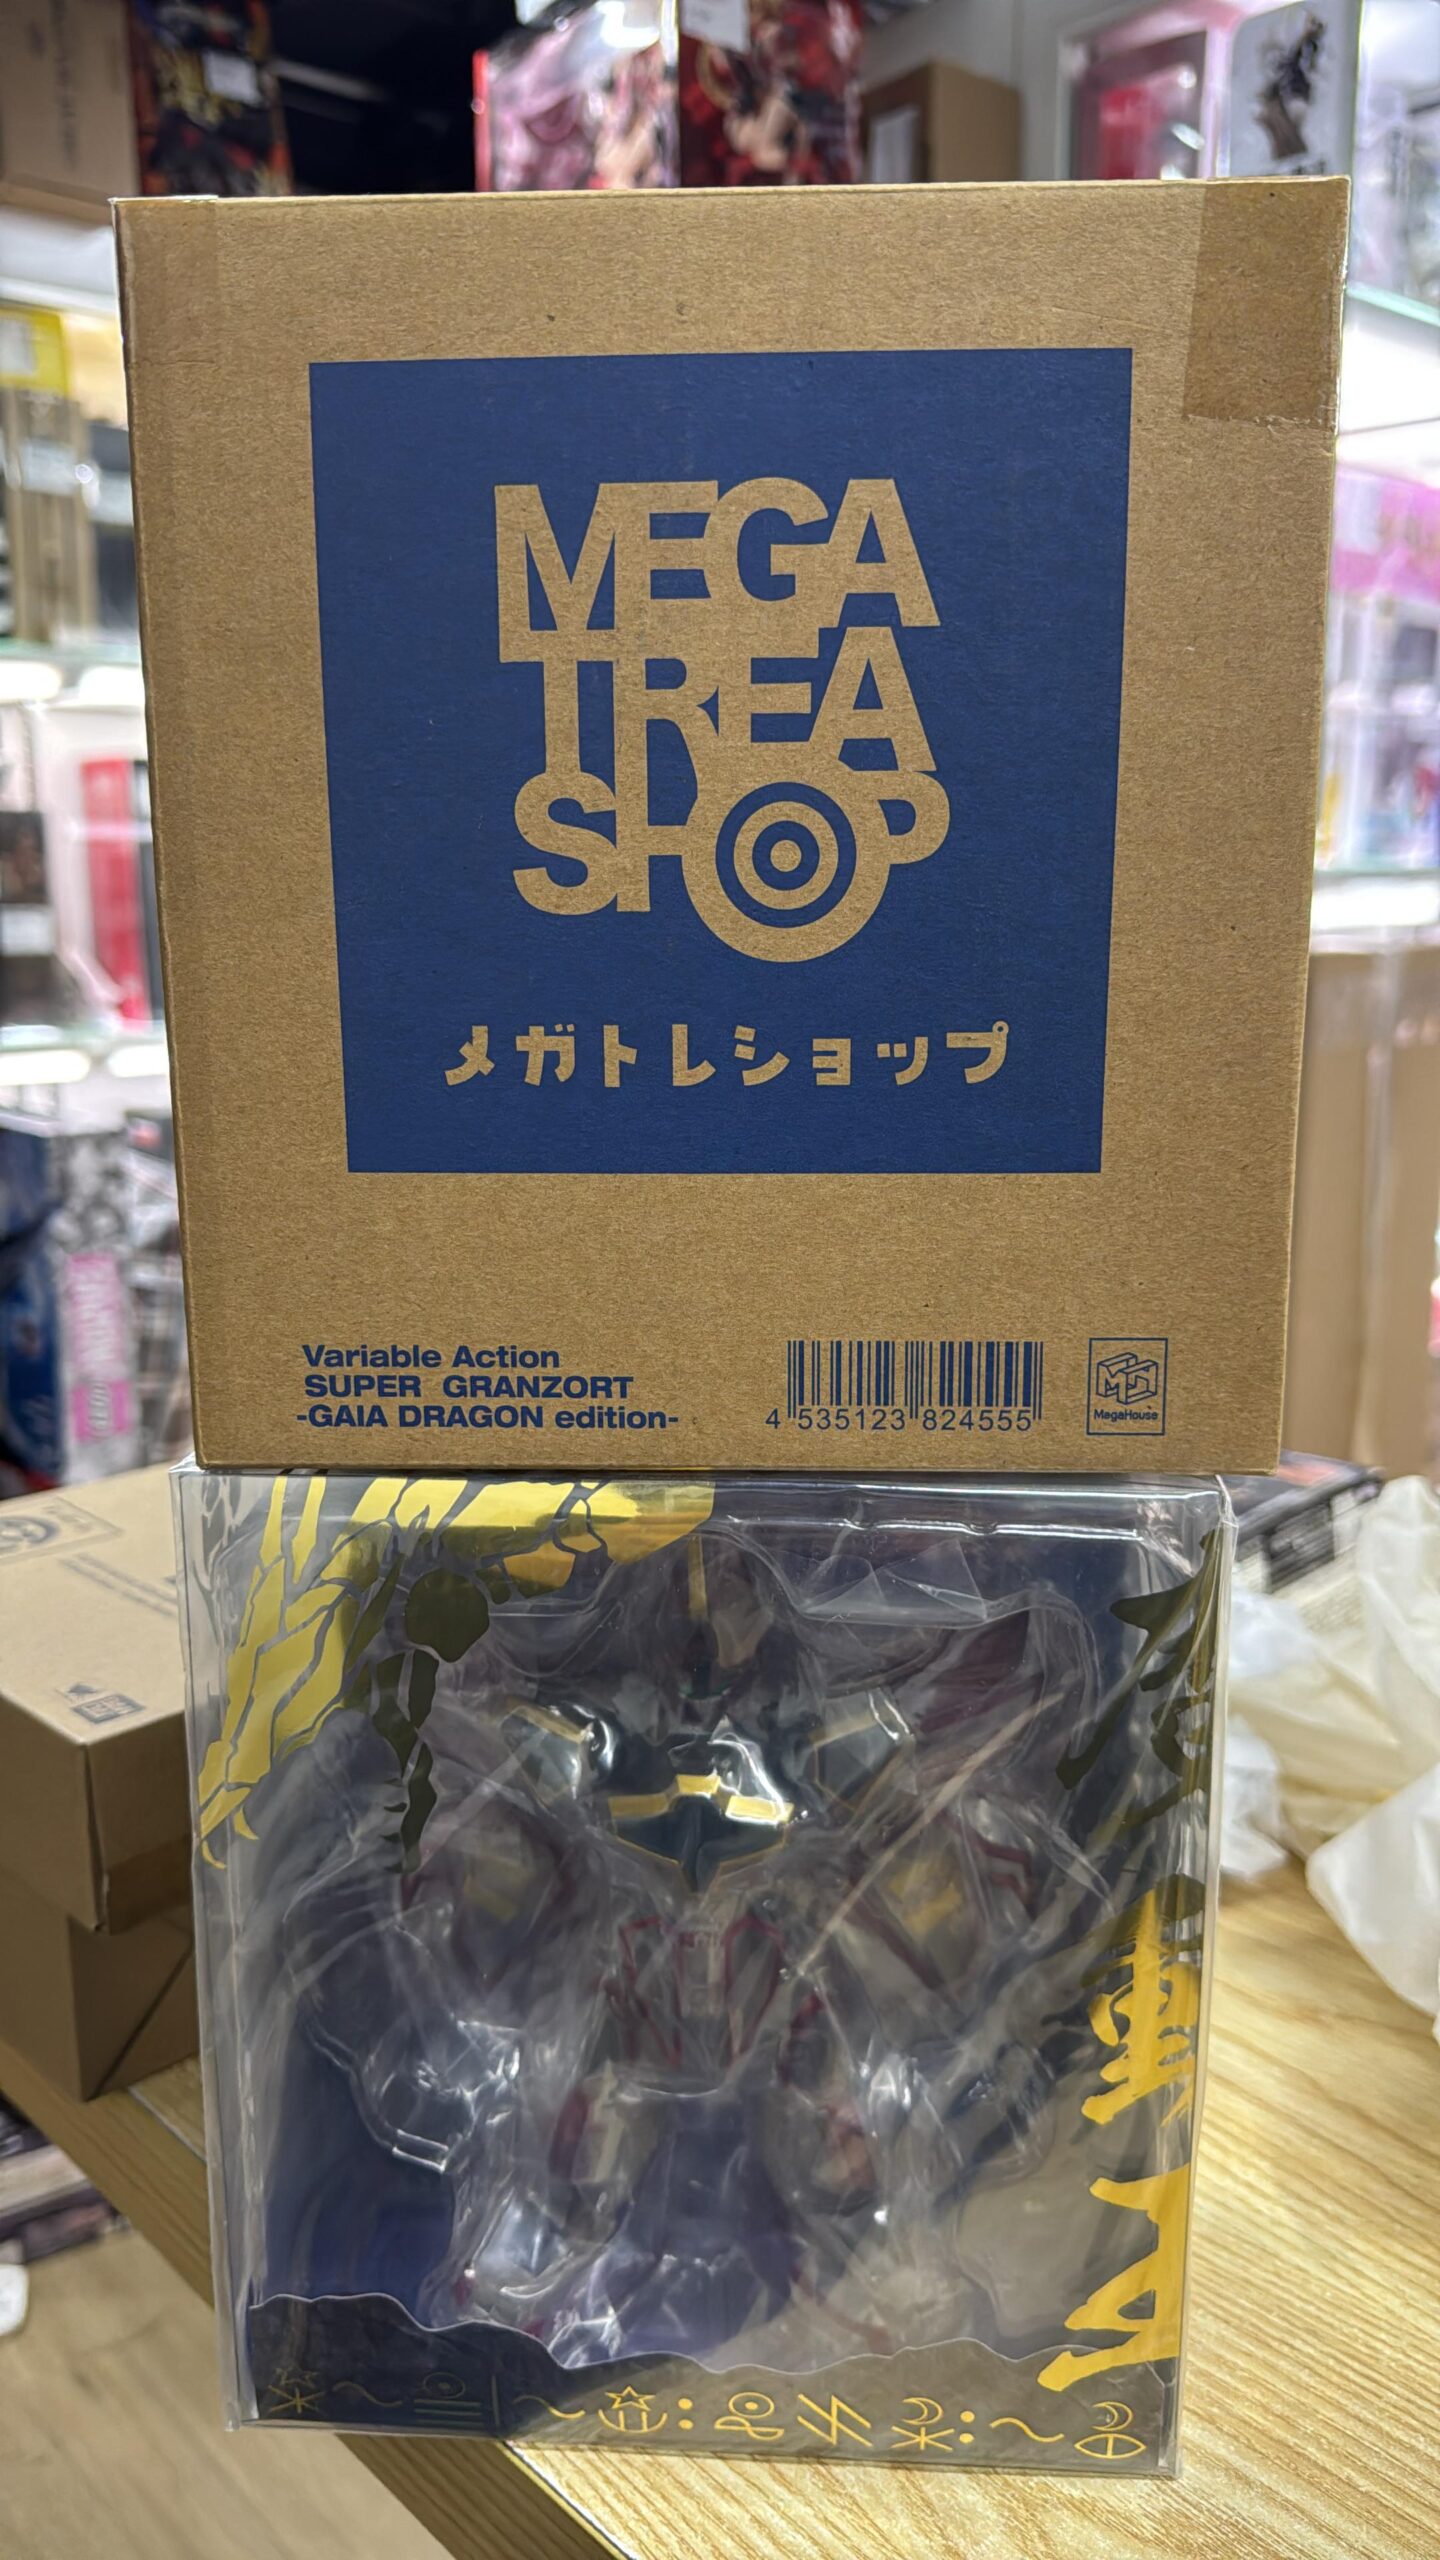 MEGA
TREA
SHOP
メガトレショップ
Variable Action
SUPER GRANZORT
-GAIA DRAGON edition-
4 535123 824555
MegaHouse